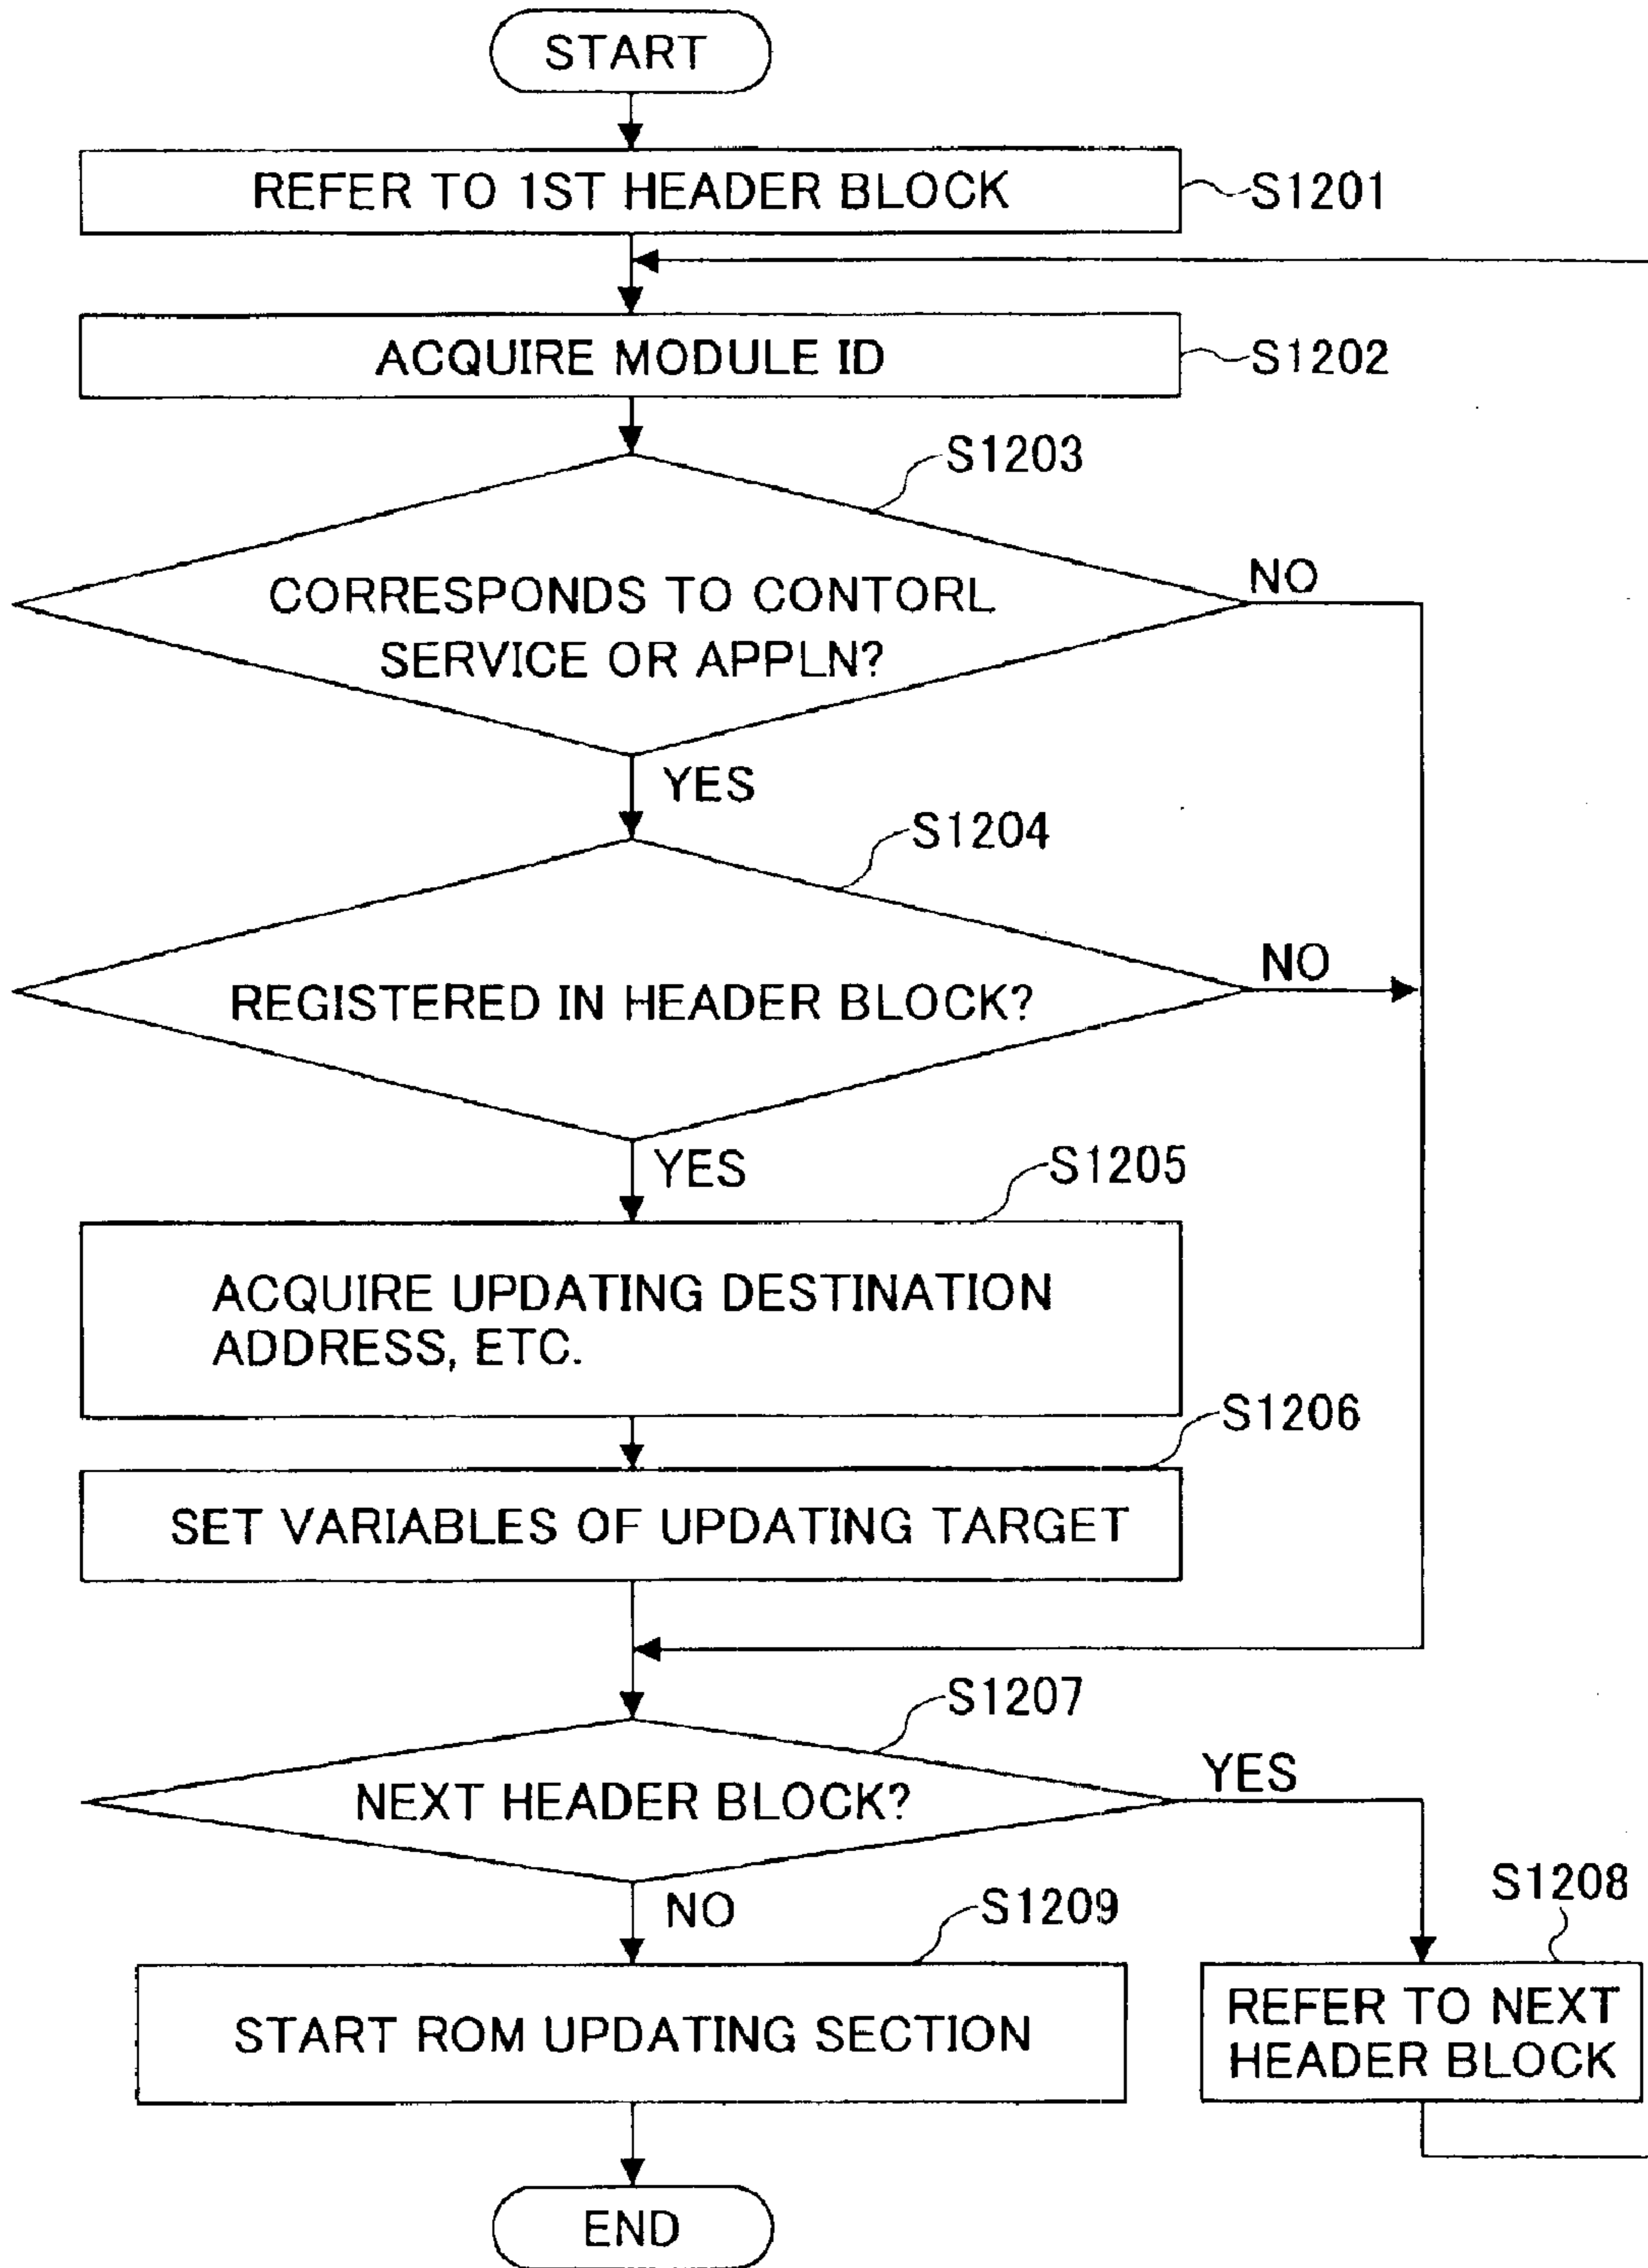 START
REFER TO 1ST HEADER BLOCK
S1201
ACQUIRE MODULE ID
S1202
S1203
CORRESPONDS TO CONTORL
SERVICE OR APPLN?
NO
YES
S1204
REGISTERED IN HEADER BLOCK?
NO
YES
S1205
ACQUIRE UPDATING DESTINATION
ADDRESS, ETC.
S1206
SET VARIABLES OF UPDATING TARGET
S1207
NEXT HEADER BLOCK?
YES
NO
S1208
REFER TO NEXT
HEADER BLOCK
S1209
START ROM UPDATING SECTION
END